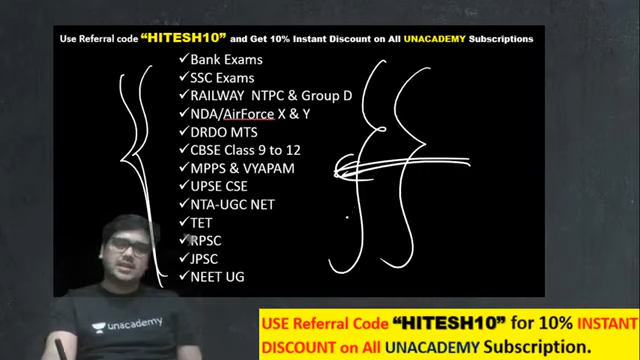 Use Referral code "HITESH10" and Get 10% Instant Discount on All UNACADEMY Subscriptions
✓Bank Exams
✓SSC Exams
✓RAILWAY NTPC & Group D
✓NDA/AirForce X & Y
✓DRDO MTS
✓CBSE Class 9 to 12
✓MPPS & VYAPAM
✓UPSE CSE
✓NTA-UGC NET
✓TET
✓RPSC
✓JPSC
✓NEET UG
unacademy
USE Referral Code "HITESH10" for 10% INSTANT
DISCOUNT on All UNACADEMY Subscription.